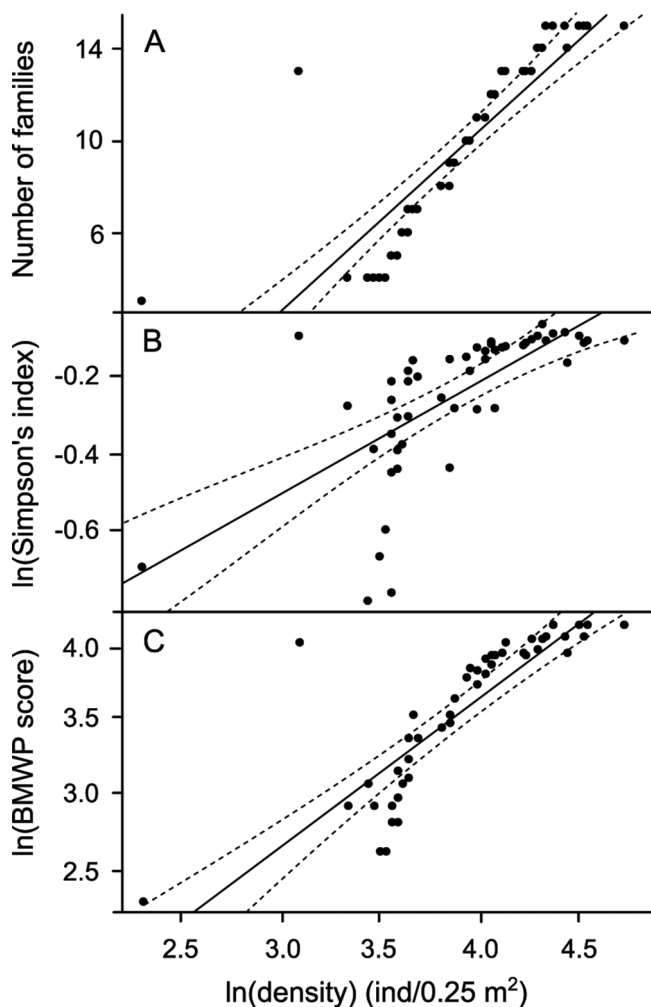 A
14
10
6
Number of families
B
-0.2
-0.4
-0.6
ln(Simpson's index)
C
4.0
3.5
3.0
2.5
ln(BMWP score)
2.5 3.0 3.5 4.0 4.5
ln(density) (ind/0.25 m²)